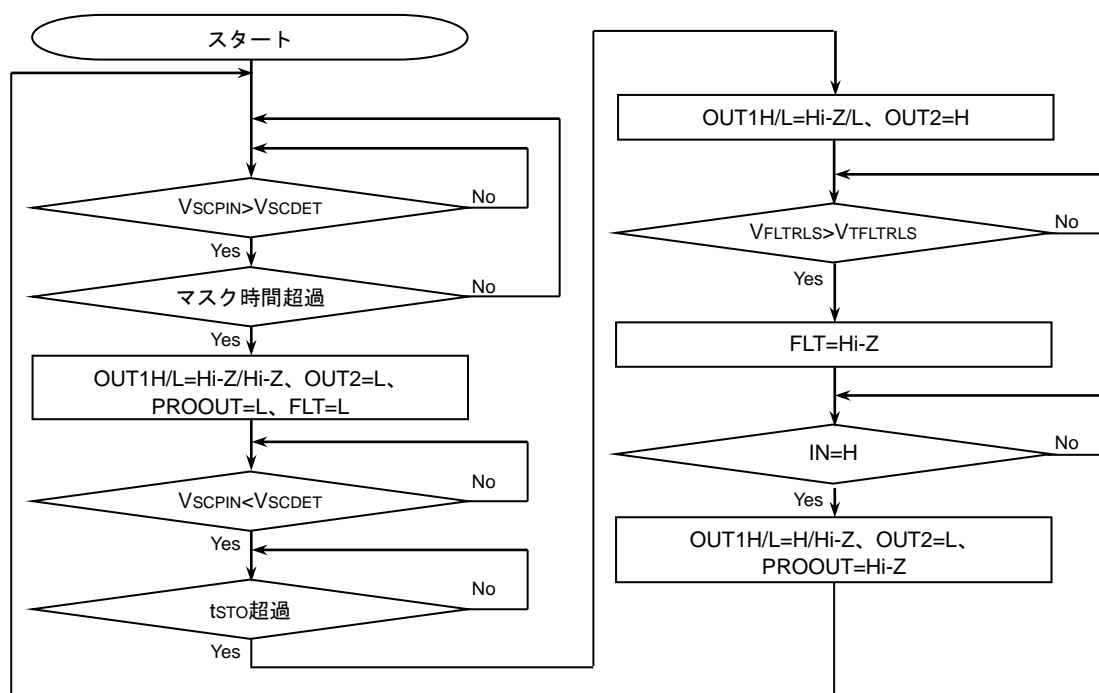 スタート
VSCPIN>VSCDET
No
Yes
マスク時間超過
No
Yes
OUT1H/L=Hi-Z/Hi-Z、OUT2=L、
PROOUT=L、FLT=L
VSCPIN<VSCDET
No
Yes
tSTO超過
No
Yes
OUT1H/L=Hi-Z/L、OUT2=H
VFLTRLS>VTFLTRLS
No
Yes
FLT=Hi-Z
IN=H
No
Yes
OUT1H/L=H/Hi-Z、OUT2=L、
PROOUT=Hi-Z